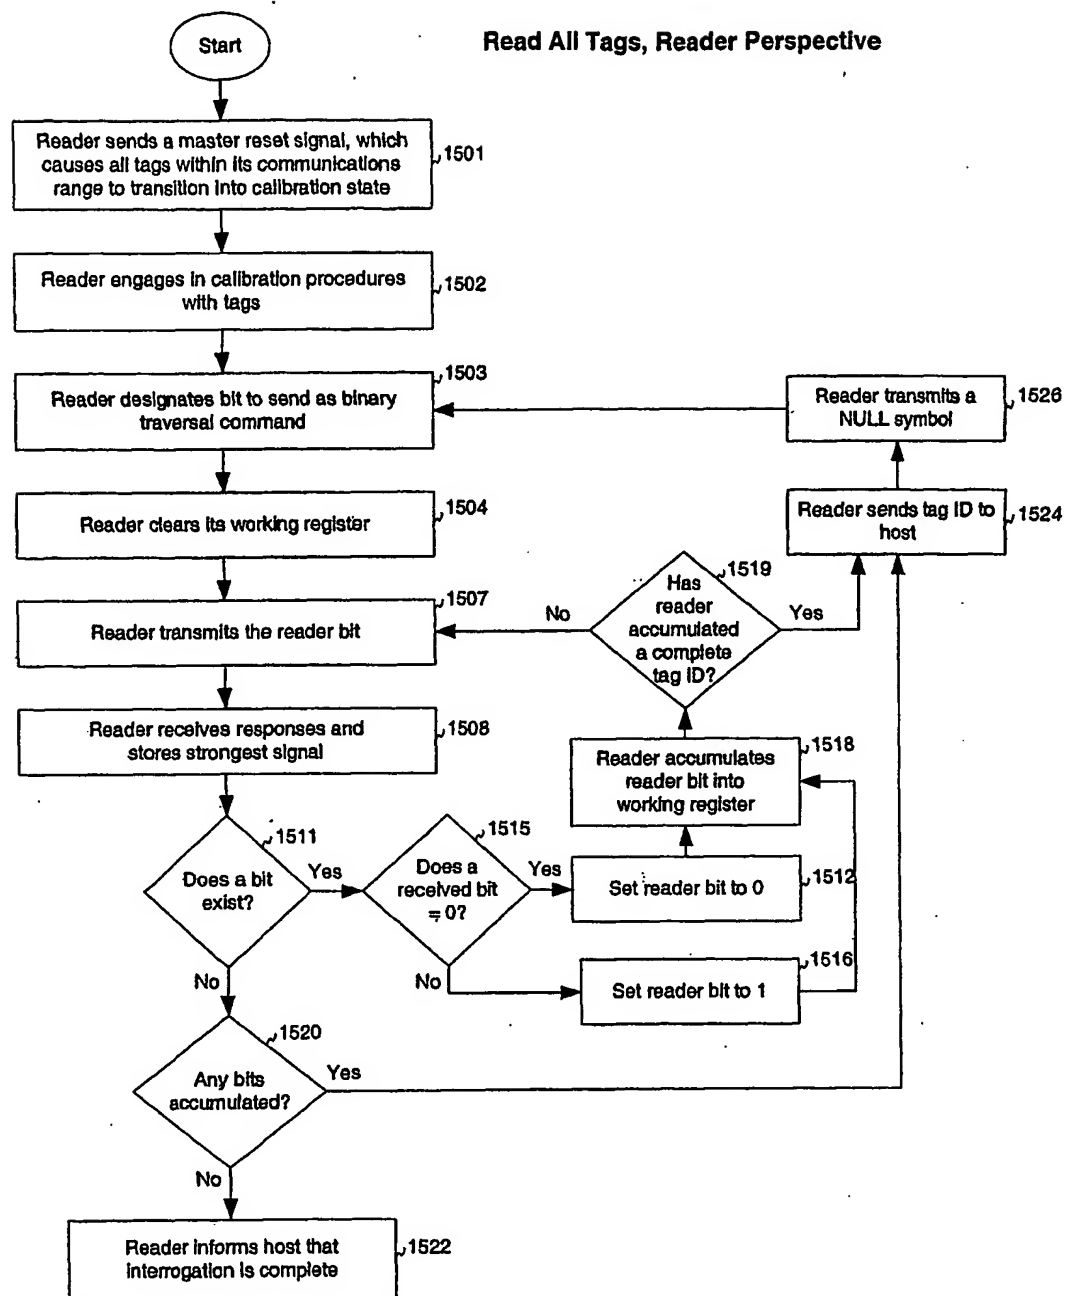 Start
Read All Tags, Reader Perspective
Reader sends a master reset signal, which
causes all tags within its communications
range to transition into calibration state
1501
Reader engages in calibration procedures
with tags
1502
Reader designates bit to send as binary
traversal command
1503
Reader transmits a
NULL symbol
1526
Reader clears its working register
1504
Reader sends tag ID to
host
1524
Reader transmits the reader bit
1507
Has
reader
accumulated
a complete
tag ID?
1519
No
Yes
Reader receives responses and
stores strongest signal
1508
Reader accumulates
reader bit into
working register
1518
Does a bit
exist?
1511
Yes
No
Does a
received bit
= 0?
1515
Yes
No
Set reader bit to 0
1512
Set reader bit to 1
1516
Any bits
accumulated?
1520
Yes
No
Reader informs host that
interrogation is complete
1522